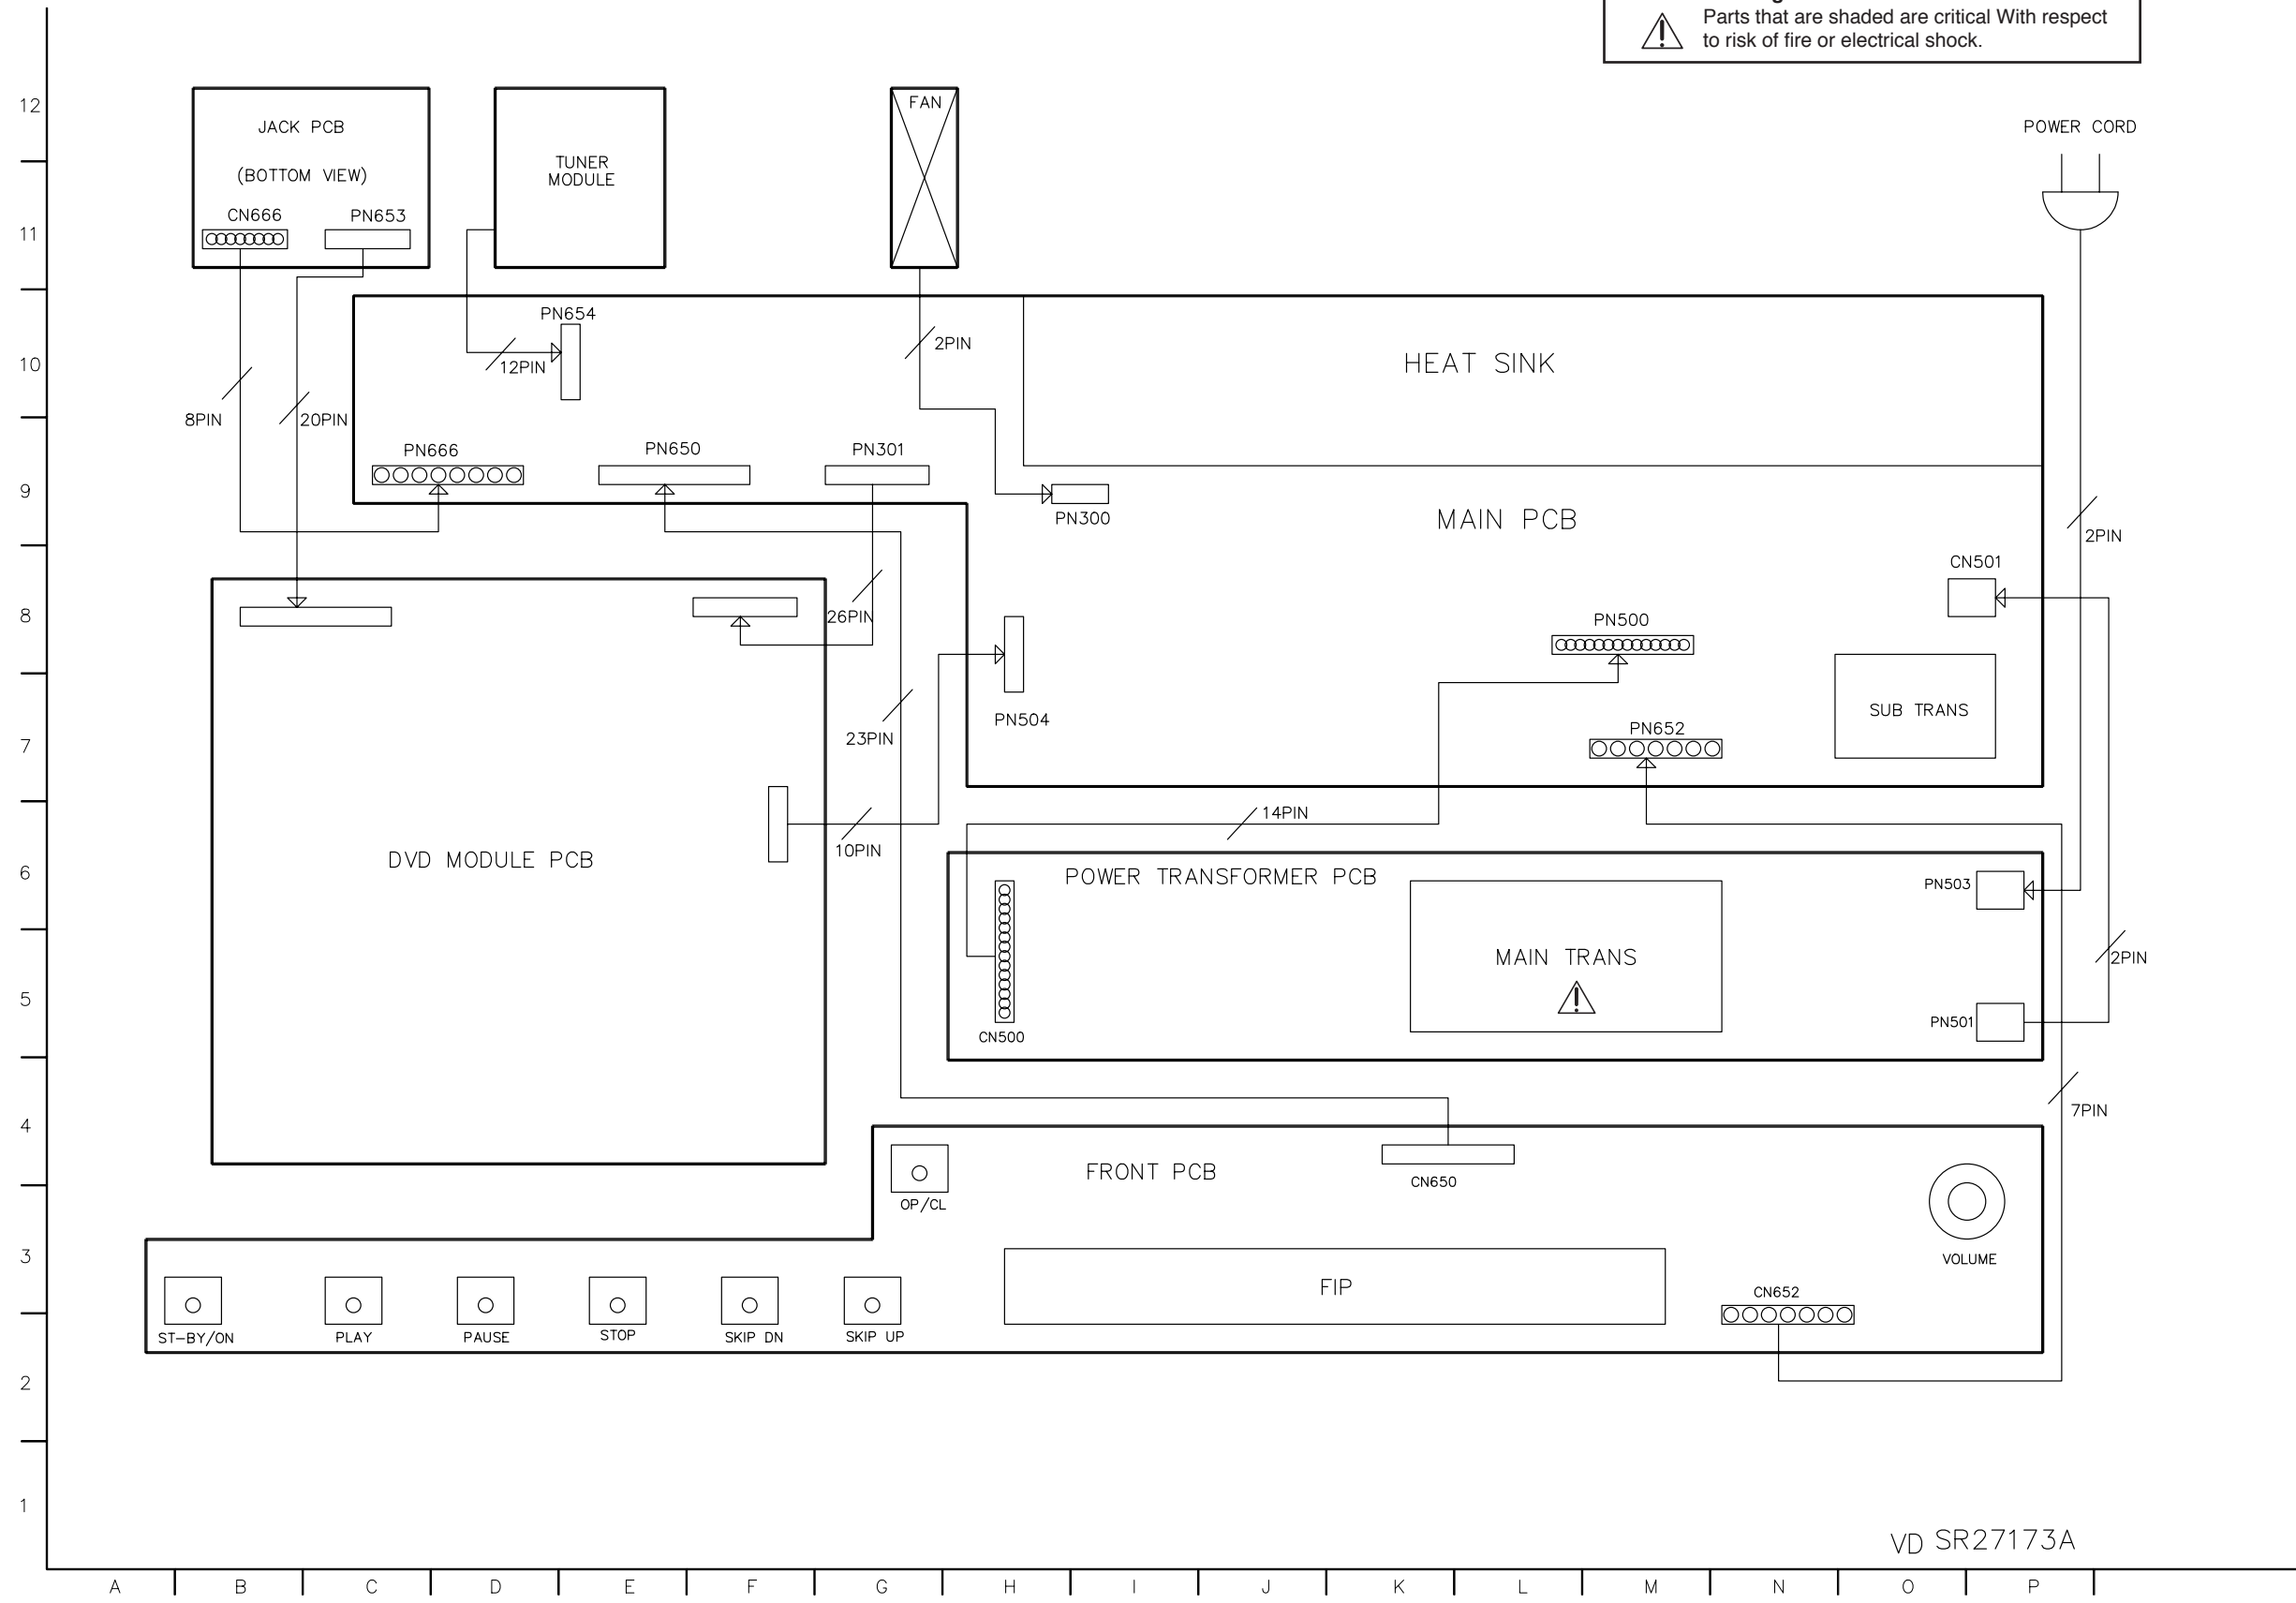 Parts that are shaded are critical With respect
to risk of fire or electrical shock.
12
JACK PCB
(BOTTOM VIEW)
CN666
PN653
TUNER
MODULE
FAN
POWER CORD
11
PN654
12PIN
2PIN
HEAT SINK
10
8PIN
20PIN
PN666
PN650
PN301
9
PN300
MAIN PCB
2PIN
CN501
8
26PIN
PN500
PN504
SUB TRANS
7
23PIN
PN652
14PIN
10PIN
DVD MODULE PCB
6
POWER TRANSFORMER PCB
PN503
MAIN TRANS
2PIN
5
PN501
CN500
7PIN
4
FRONT PCB
CN650
OP/CL
3
VOLUME
FIP
CN652
ST-BY/ON
PLAY
PAUSE
STOP
SKIP DN
SKIP UP
2
1
VD SR27173A
A B C D E F G H I J K L M N O P